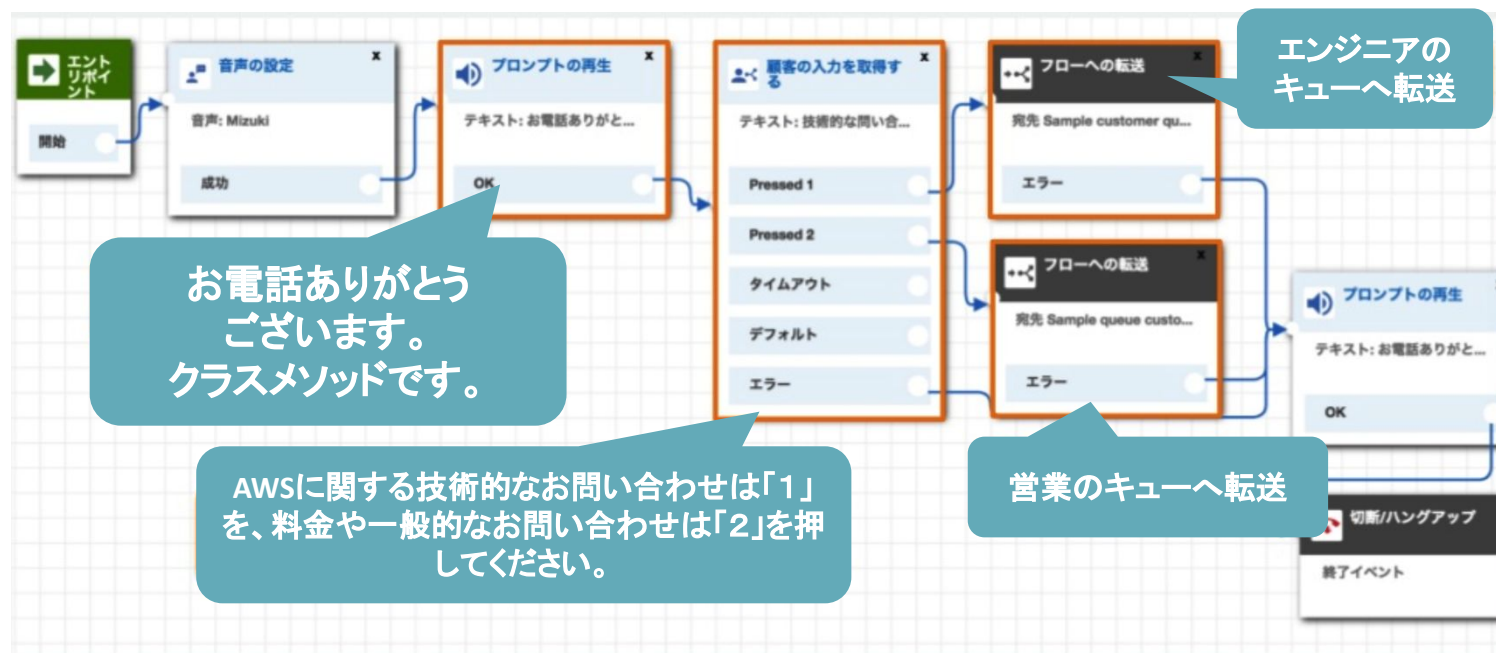 エント
リポイ
ント
開始
音声の設定
x
音声: Mizuki
成功
プロンプトの再生
x
テキスト: お電話ありがと...
OK
顧客の入力を取得す
る
x
テキスト: 技術的な問い合...
Pressed 1
Pressed 2
タイムアウト
デフォルト
エラー
フローへの転送
x
宛先 Sample customer qu...
エラー
エンジニアの
キューへ転送
フローへの転送
x
宛先 Sample queue custo...
エラー
プロンプトの再生
テキスト: お電話ありがと...
OK
切断/ハングアップ
終了イベント
お電話ありがとう
ございます。
クラスメソッドです。
AWSに関する技術的なお問い合わせは「１」
を、料金や一般的なお問い合わせは「２」を押
してください。
営業のキューへ転送